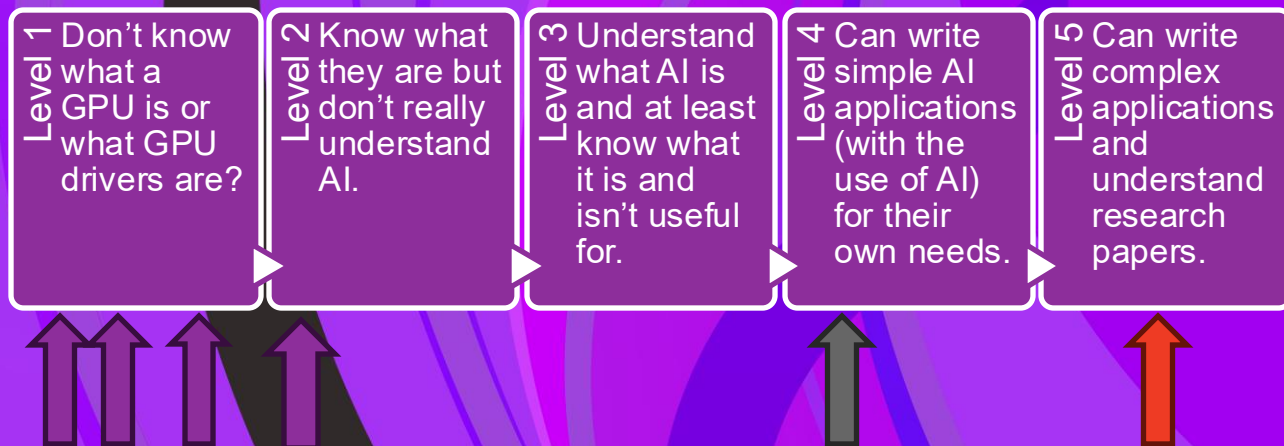 Level 1
Don't know
what a
GPU is or
what GPU
drivers are?
Level 2
Know what
they are but
don't really
understand
AI.
Level 3
Understand
what AI is
and at least
know what
it is and
isn't useful
for.
Level 4
Can write
simple AI
applications
(with the
use of AI)
for their
own needs.
Level 5
Can write
complex
applications
and
understand
research
papers.